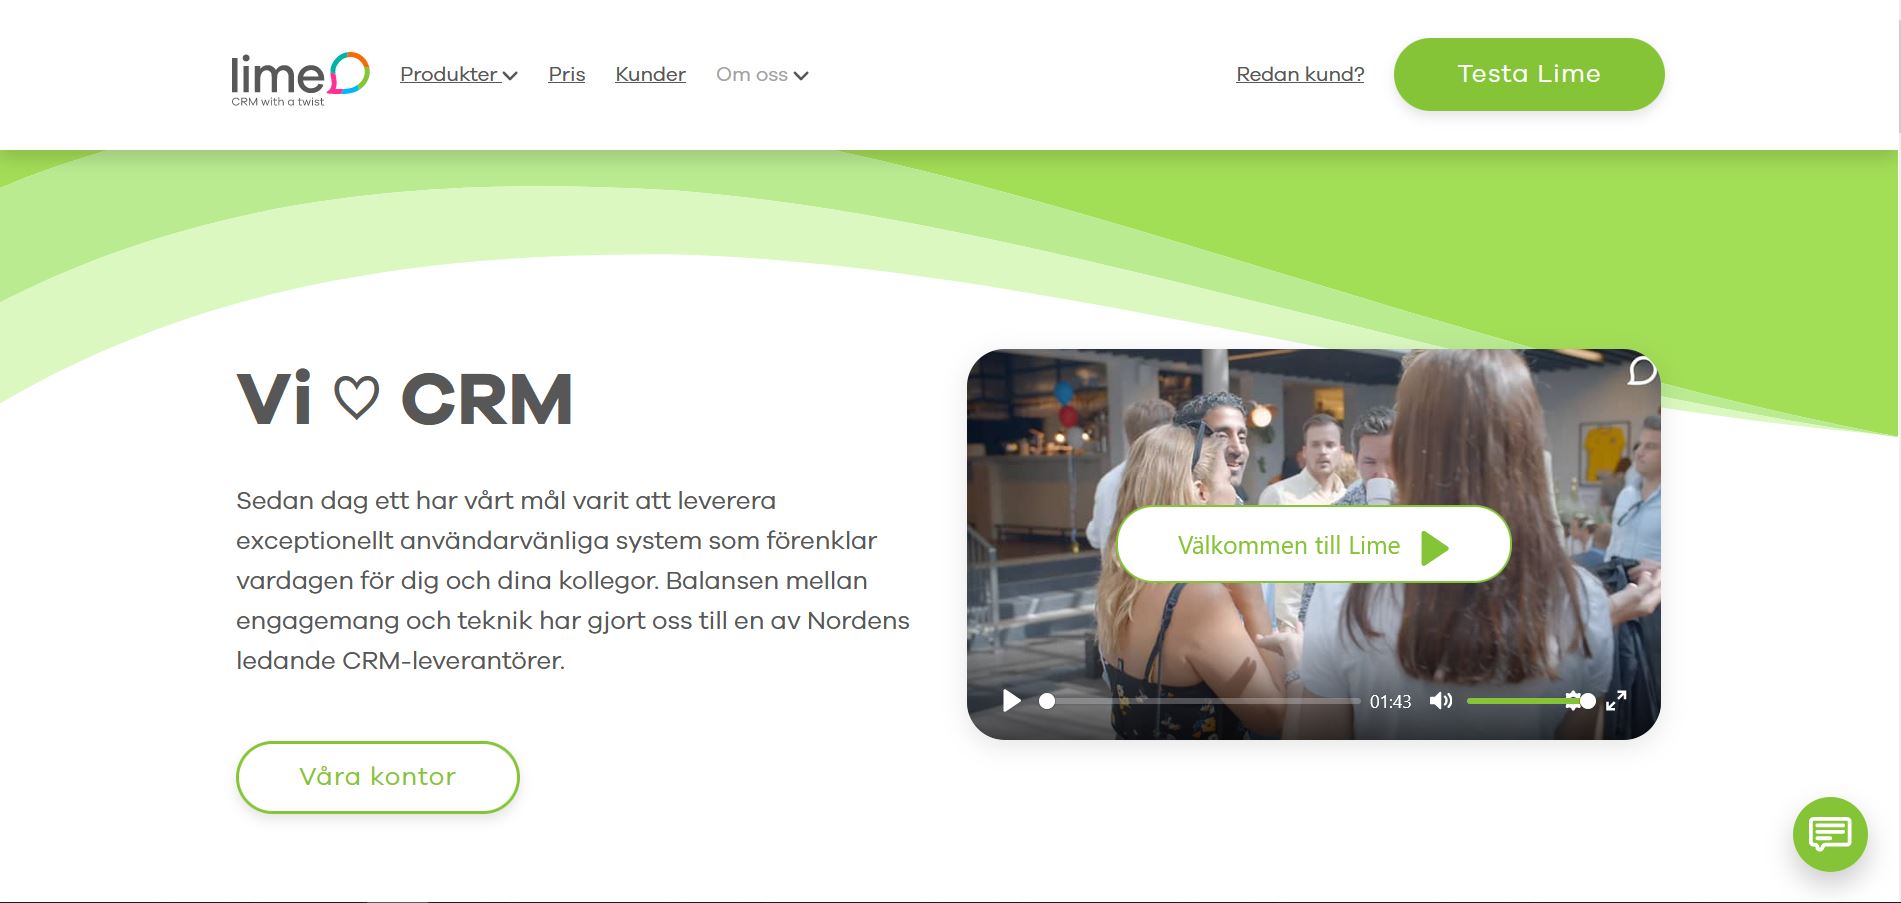 lime
CRM with a twist
Produkter
Pris
Kunder
Om oss
Redan kund?
Testa Lime
Vi ♡ CRM
Sedan dag ett har vårt mål varit att leverera
exceptionellt användarvänliga system som förenklar
vardagen för dig och dina kollegor. Balansen mellan
engagemang och teknik har gjort oss till en av Nordens
ledande CRM-leverantörer.
Våra kontor
Välkommen till Lime
01:43